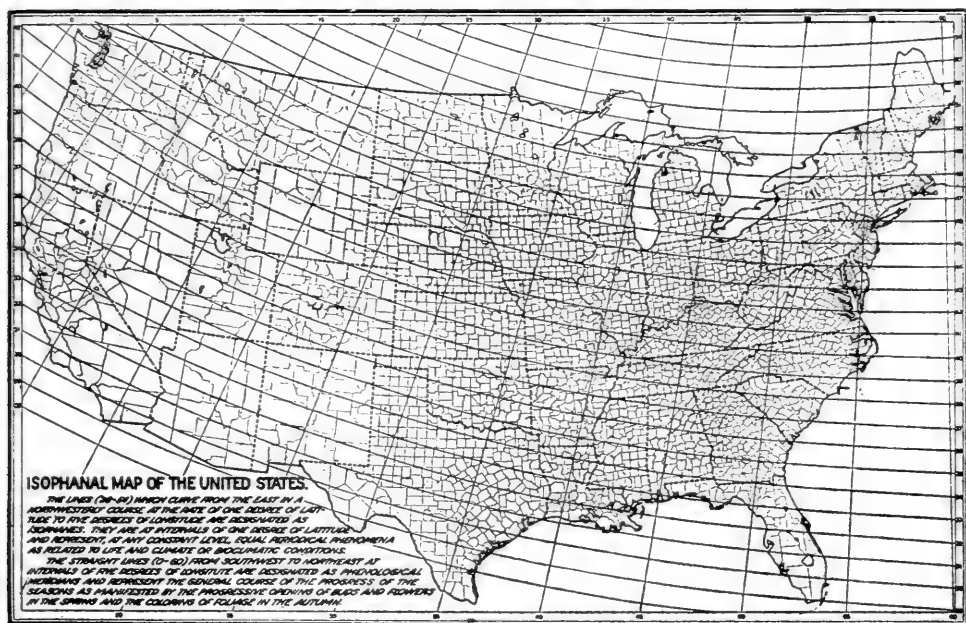 ISOPHANAL MAP OF THE UNITED STATES.
THE LINES WHICH CURVE FROM THE EAST IN A
NORTHWESTERLY COURSE AT THE RATE OF ONE DEGREE OF LAT-
ITUDE TO FIVE DEGREES OF LONGITUDE ARE DESIGNATED AS
ISOPHANES. THEY ARE AT INTERVALS OF ONE DEGREE OF LATITUDE
AND REPRESENT, AT ANY CONSTANT LEVEL, EQUAL PERIODICAL PHENOMENA
AS RELATED TO LIFE AND CLIMATE OR BIOCLIMATIC CONDITIONS.
THE STRAIGHT LINES (0-60) FROM SOUTHWEST TO NORTHEAST AT
INTERVALS OF FIVE DEGREES OF LONGITUDE ARE DESIGNATED AS PHENOLOGICAL
MERIDIANS AND REPRESENT THE GENERAL COURSE OF THE PROGRESS OF THE
SEASONS AS MANIFESTED BY THE PROGRESSIVE OPENING OF BUDS AND FLOWERS
IN THE SPRING AND THE COLORING OF FOLIAGE IN THE AUTUMN.